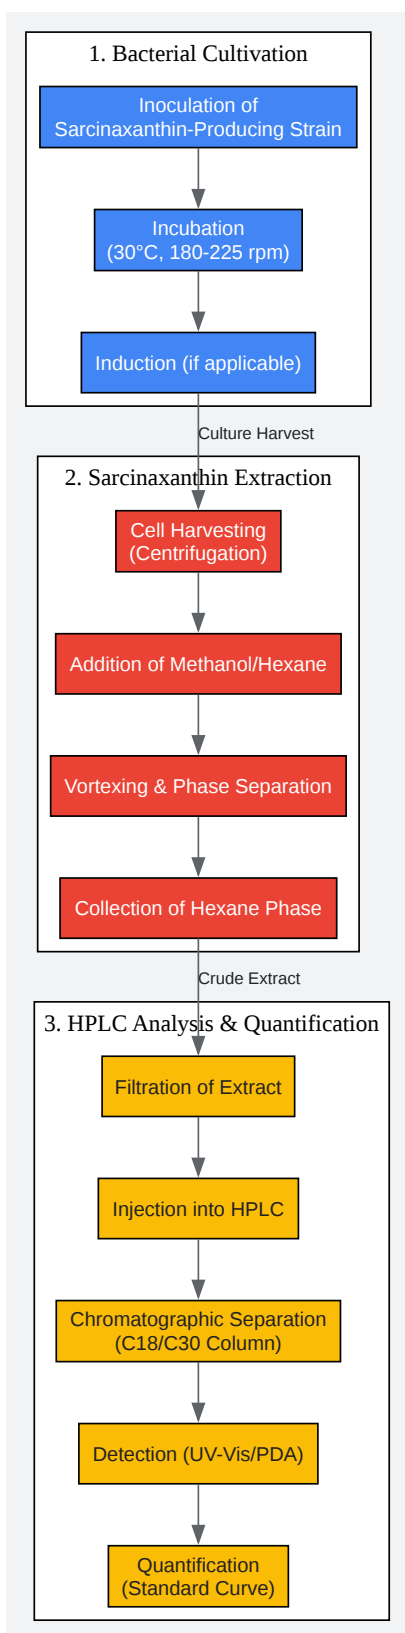 1. Bacterial Cultivation
Inoculation of
Sarcinaxanthin-Producing Strain
Incubation
(30°C, 180-225 rpm)
Induction (if applicable)
Culture Harvest
2. Sarcinaxanthin Extraction
Cell Harvesting
(Centrifugation)
Addition of Methanol/Hexane
Vortexing & Phase Separation
Collection of Hexane Phase
Crude Extract
3. HPLC Analysis & Quantification
Filtration of Extract
Injection into HPLC
Chromatographic Separation
(C18/C30 Column)
Detection (UV-Vis/PDA)
Quantification
(Standard Curve)